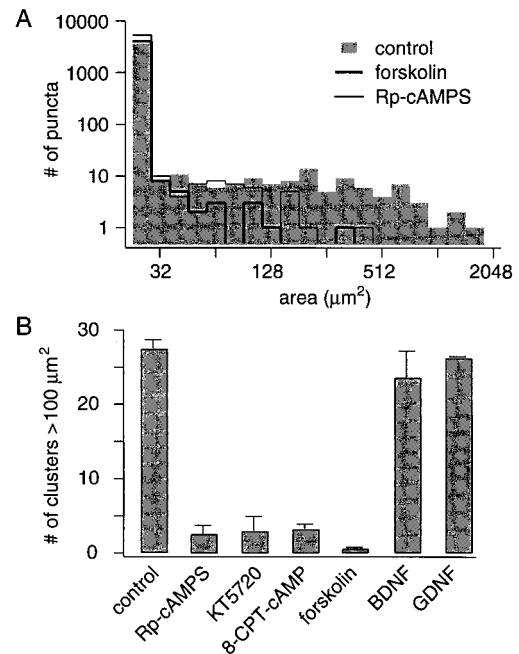 A
10000
1000
100
10
1
# of puncta
control
forskolin
Rp-cAMPS
32
128
512
2048
area (μm²)
B
30
20
10
0
# of clusters >100 μm²
control
Rp-cAMPS
KT5720
8-CPT-cAMP
forskolin
BDNF
GDNF